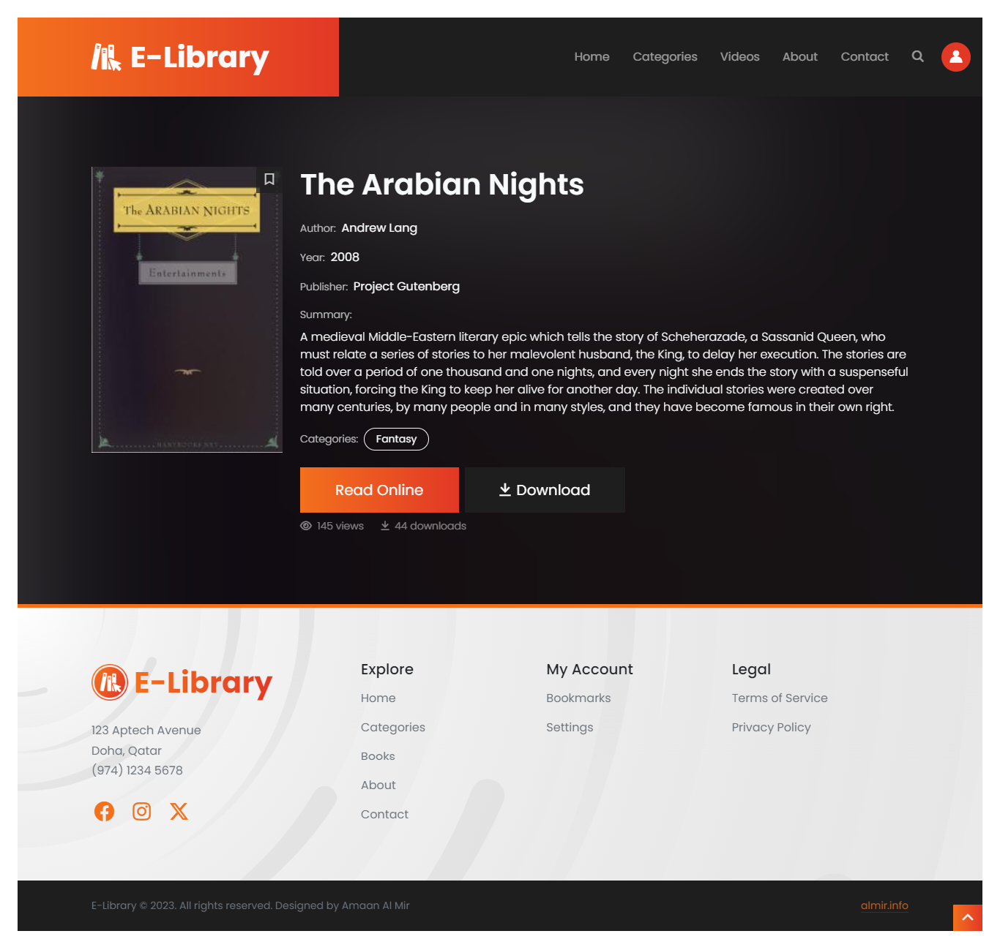 E-Library
Home Categories Videos About Contact
The ARABIAN NIGHTS
Entertainments
MANYBOOKS.NET
The Arabian Nights
Author: Andrew Lang
Year: 2008
Publisher: Project Gutenberg
Summary:
A medieval Middle-Eastern literary epic which tells the story of Scheherazade, a Sassanid Queen, who
must relate a series of stories to her malevolent husband, the King, to delay her execution. The stories are
told over a period of one thousand and one nights, and every night she ends the story with a suspenseful
situation, forcing the King to keep her alive for another day. The individual stories were created over
many centuries, by many people and in many styles, and they have become famous in their own right.
Categories: Fantasy
Read Online Download
145 views 44 downloads
E-Library
123 Aptech Avenue
Doha, Qatar
(974) 1234 5678
Explore
Home
Categories
Books
About
Contact
My Account
Bookmarks
Settings
Legal
Terms of Service
Privacy Policy
E-Library © 2023. All rights reserved. Designed by Amaan Al Mir
almir.info